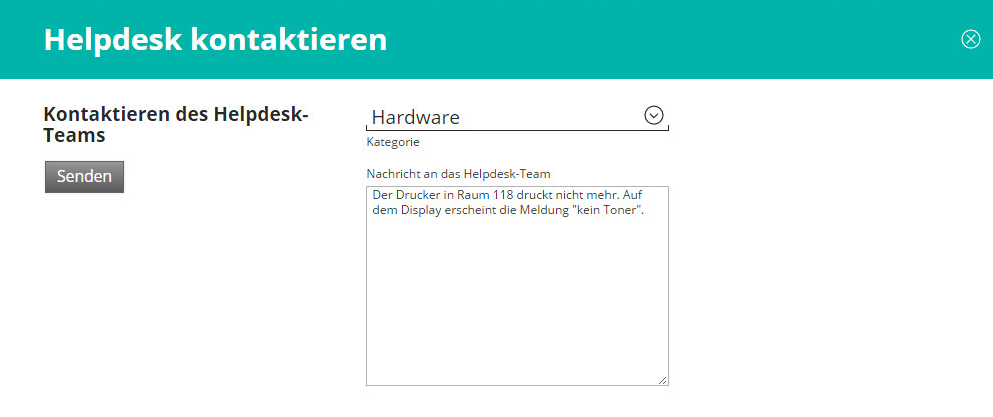 Helpdesk kontaktieren
Kontaktieren des Helpdesk-
Teams
Senden
Hardware
Kategorie
Nachricht an das Helpdesk-Team
Der Drucker in Raum 118 druckt nicht mehr. Auf
dem Display erscheint die Meldung "kein Toner".